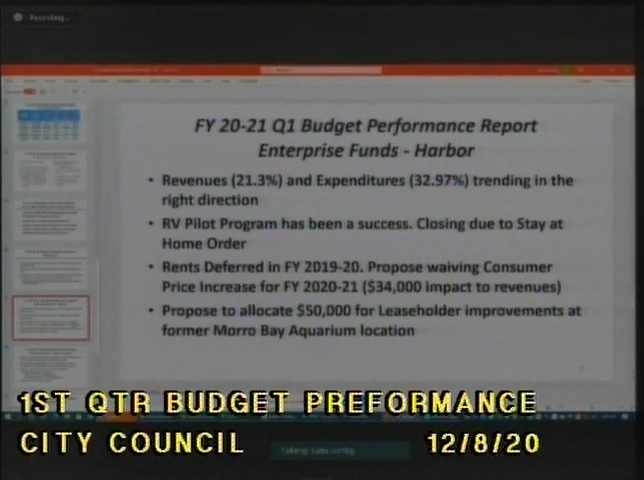 Recording...
FY 20-21 Q1 Budget Performance Report
Enterprise Funds - Harbor
• Revenues (21.3%) and Expenditures (32.97%) trending in the
right direction
• RV Pilot Program has been a success. Closing due to Stay at
Home Order
• Rents Deferred in FY 2019-20. Propose waiving Consumer
Price Increase for FY 2020-21 ($34,000 impact to revenues)
• Propose to allocate $50,000 for Leaseholder improvements at
former Morro Bay Aquarium location
1ST QTR BUDGET PREFORMANCE
CITY COUNCIL 12/8/20